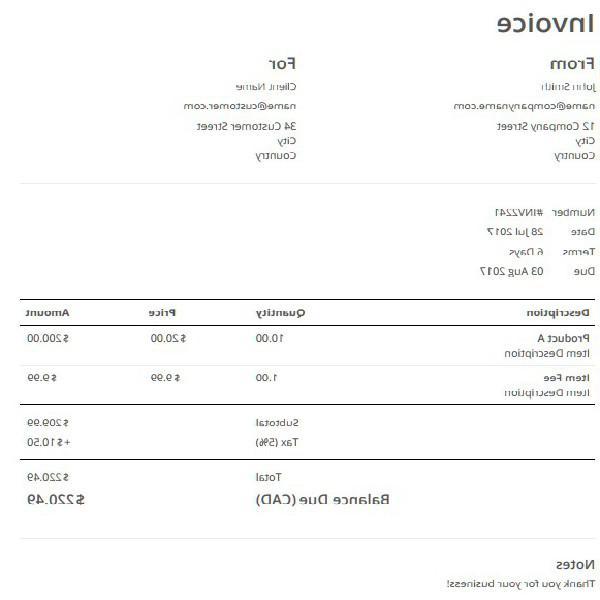 Invoice
From For
John Smith Client Name
name@companyname.com name@customer.com
12 Company Street 34 Customer Street
City City
Country Country
Number #INV2241
Date 28 Jul 2017
Terms 6 Days
Due 03 Aug 2017
Description Quantity Price Amount
Product A 10.00 $20.00 $200.00
Item Description
Item Fee 1.00 $9.99 $9.99
Item Description
Subtotal $209.99
Tax (5%) +$10.50
Total $220.49
Balance Due (CAD) $220.49
Notes
Thank you for your business!